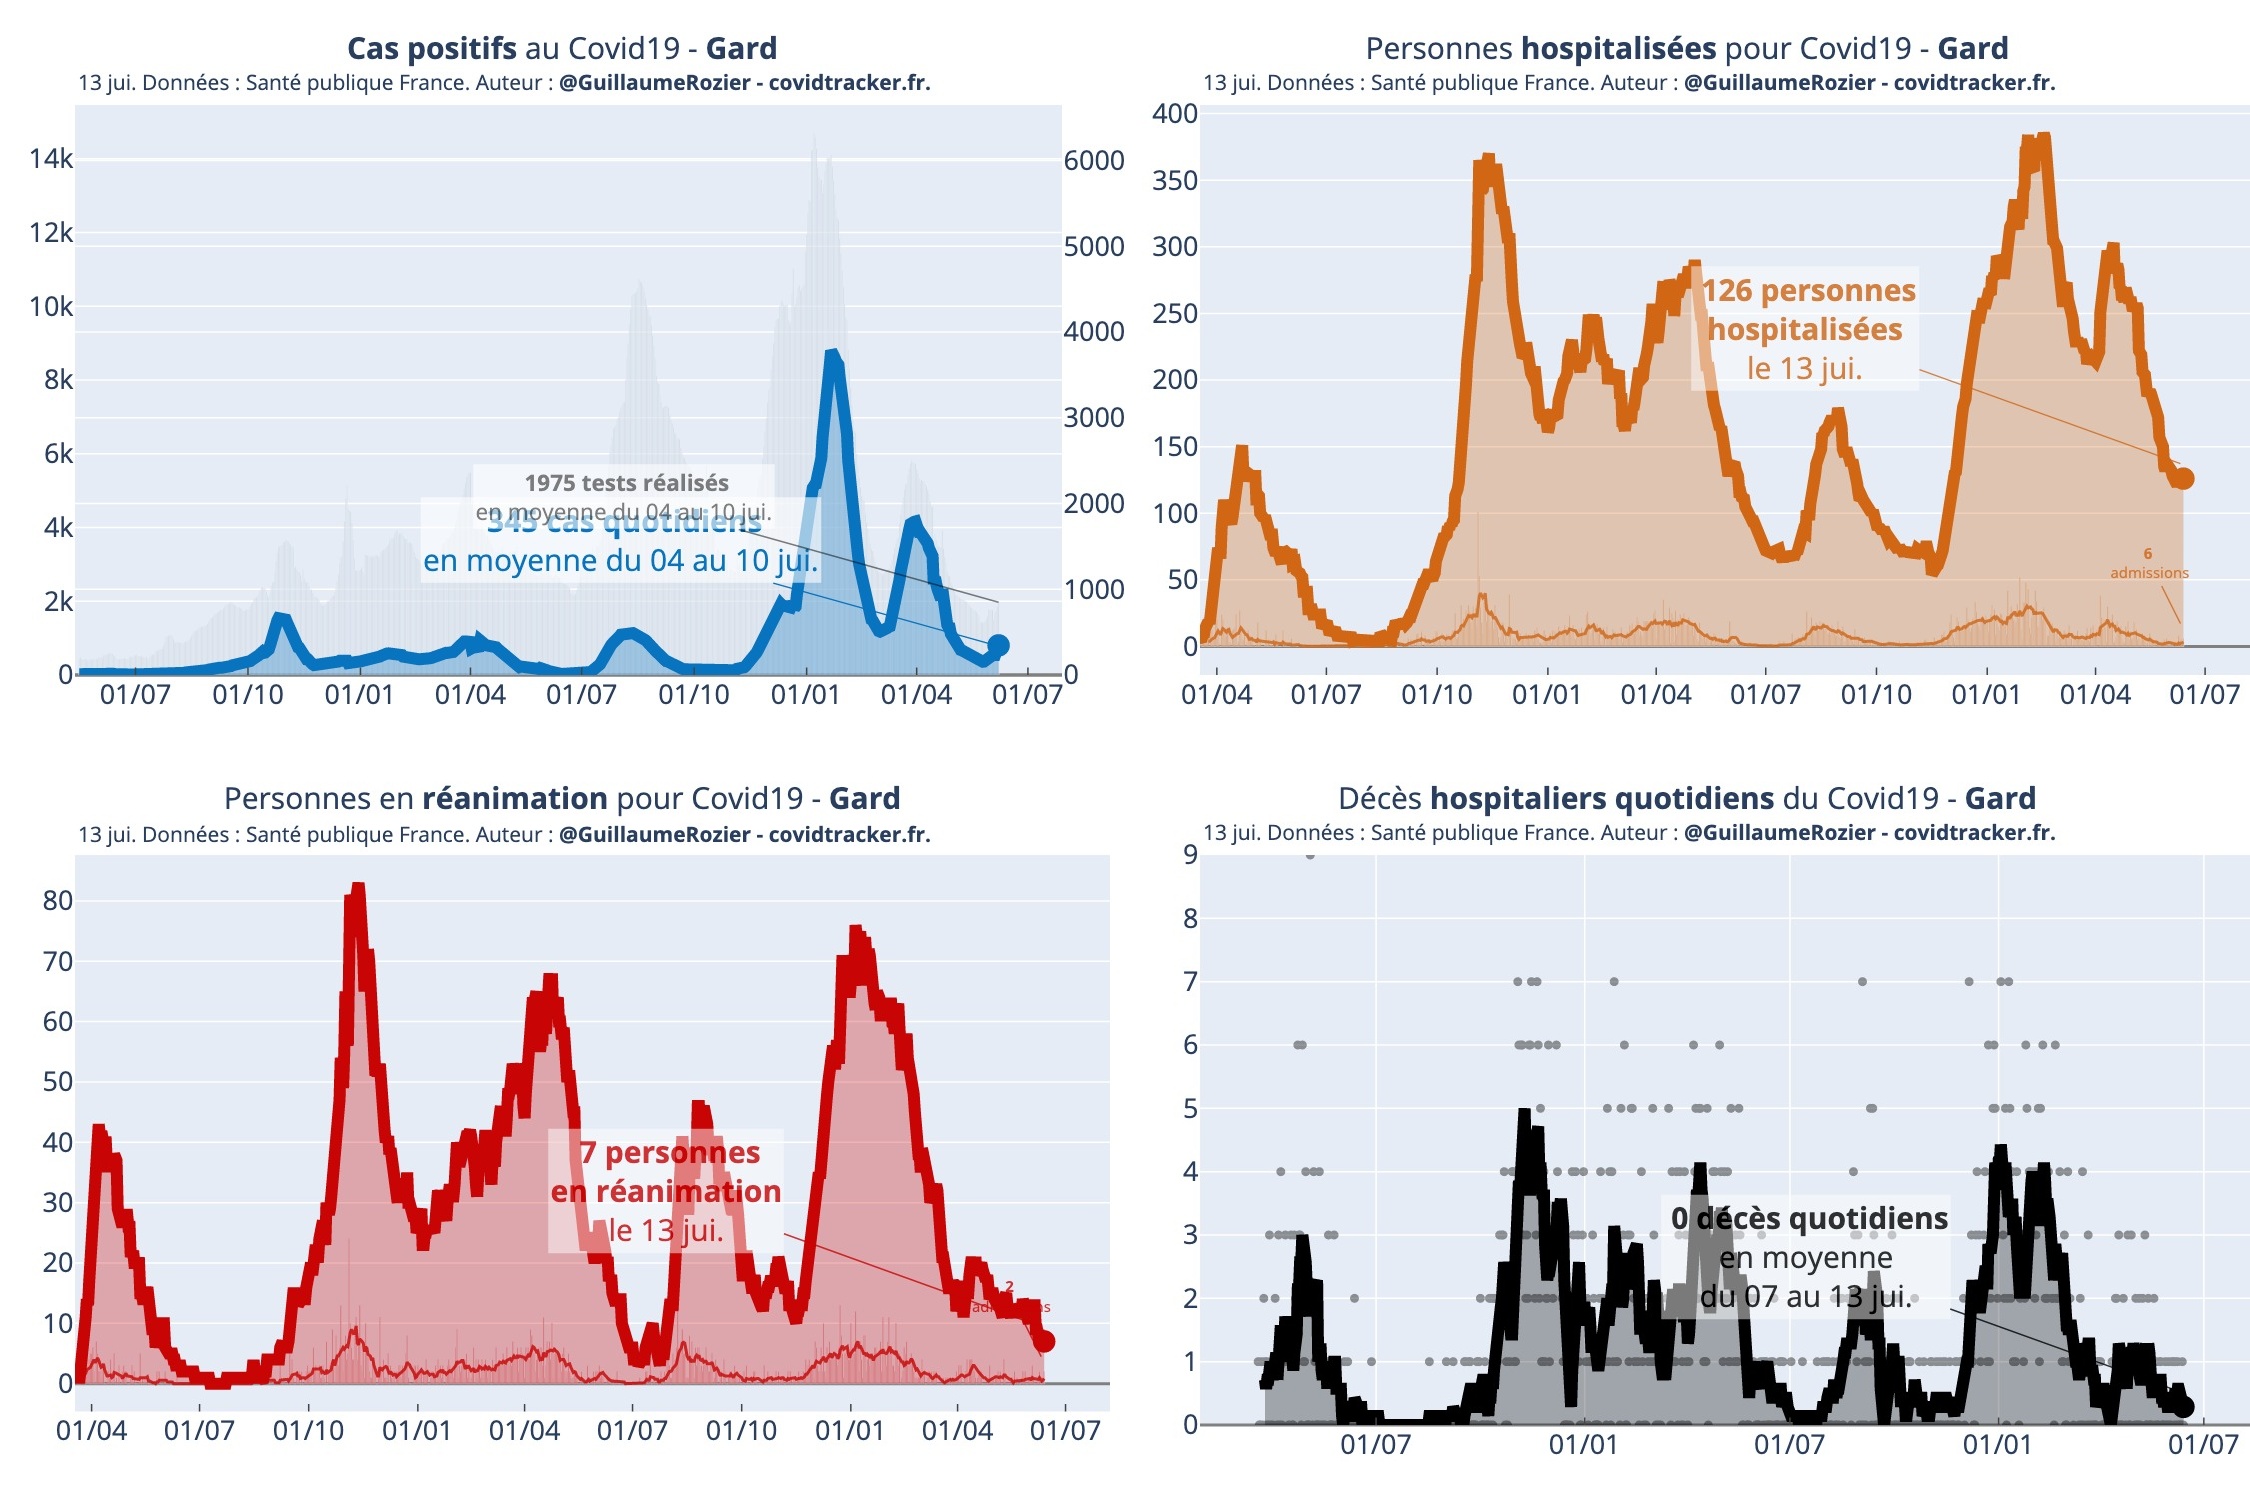 Cas positifs au Covid19 - Gard
13 jui. Données : Santé publique France. Auteur : @GuillaumeRozier - covidtracker.fr.
14k
12k
10k
8k
6k
4k
2k
0
6000
5000
4000
3000
2000
1000
0
1975 tests réalisés
en moyenne du 04 au 10 jui.
345 cas quotidiens
en moyenne du 04 au 10 jui.
01/07 01/10 01/01 01/04 01/07 01/10 01/01 01/04 01/07
Personnes hospitalisées pour Covid19 - Gard
13 jui. Données : Santé publique France. Auteur : @GuillaumeRozier - covidtracker.fr.
400
350
300
250
200
150
100
50
0
126 personnes
hospitalisées
le 13 jui.
6
admissions
01/04 01/07 01/10 01/01 01/04 01/07 01/10 01/01 01/04 01/07
Personnes en réanimation pour Covid19 - Gard
13 jui. Données : Santé publique France. Auteur : @GuillaumeRozier - covidtracker.fr.
80
70
60
50
40
30
20
10
0
7 personnes
en réanimation
le 13 jui.
2
admissions
01/04 01/07 01/10 01/01 01/04 01/07 01/10 01/01 01/04 01/07
Décès hospitaliers quotidiens du Covid19 - Gard
13 jui. Données : Santé publique France. Auteur : @GuillaumeRozier - covidtracker.fr.
9
8
7
6
5
4
3
2
1
0
0 décès quotidiens
en moyenne
du 07 au 13 jui.
01/07 01/01 01/07 01/01 01/07